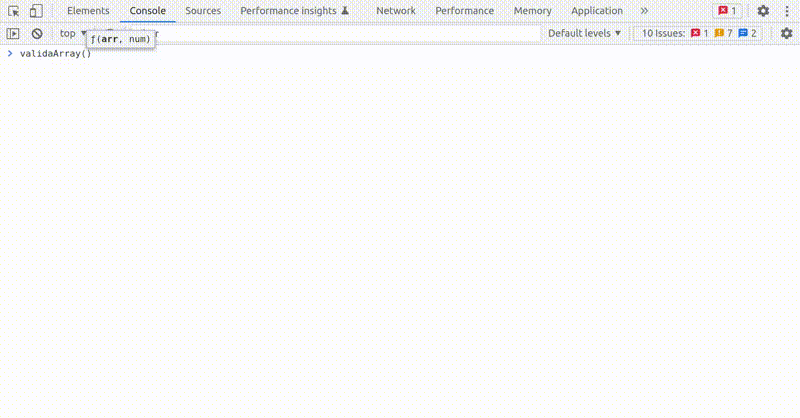 Elements Console Sources Performance insights Network Performance Memory Application » 1
top ƒ(arr, num) Default levels ▼ 10 Issues: 1 7 2
> validaArray()